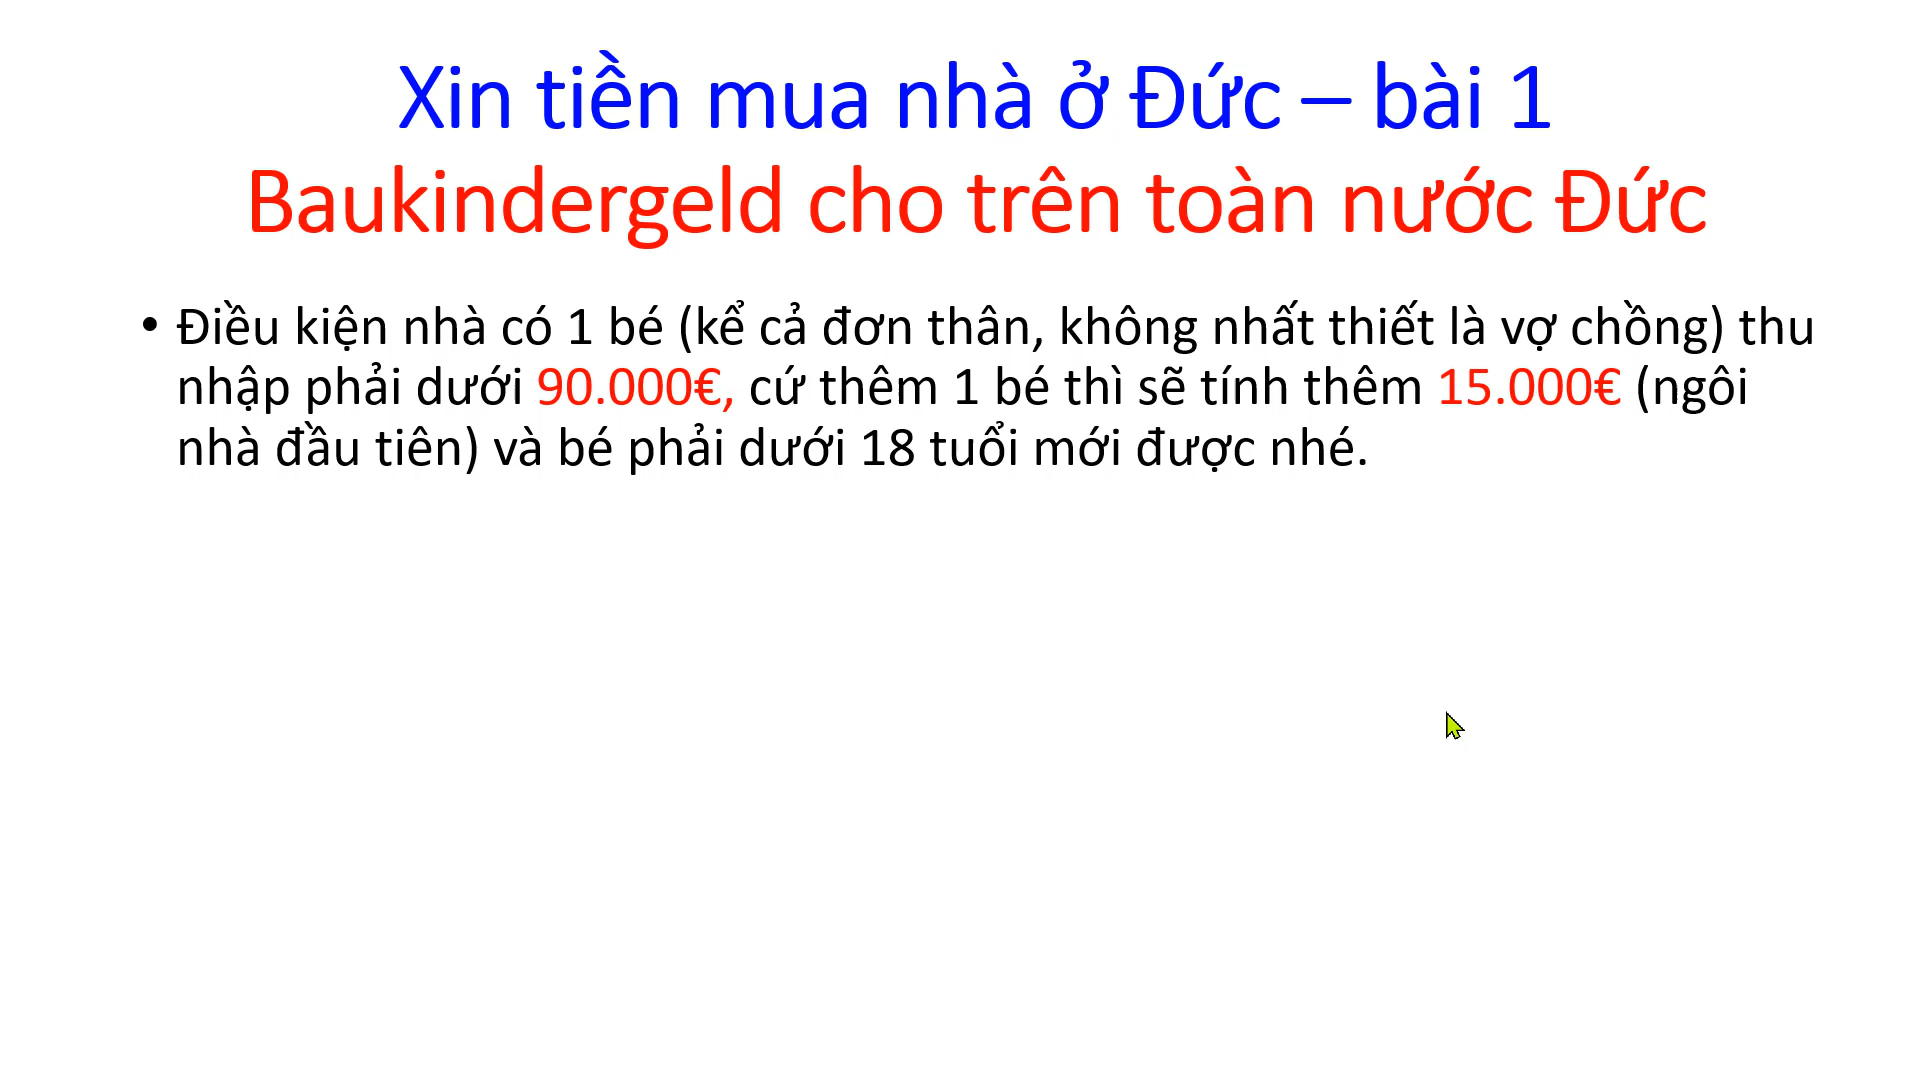 Xin tiền mua nhà ở Đức – bài 1
Baukindergeld cho trên toàn nước Đức
• Điều kiện nhà có 1 bé (kể cả đơn thân, không nhất thiết là vợ chồng) thu
nhập phải dưới 90.000€, cứ thêm 1 bé thì sẽ tính thêm 15.000€ (ngôi
nhà đầu tiên) và bé phải dưới 18 tuổi mới được nhé.